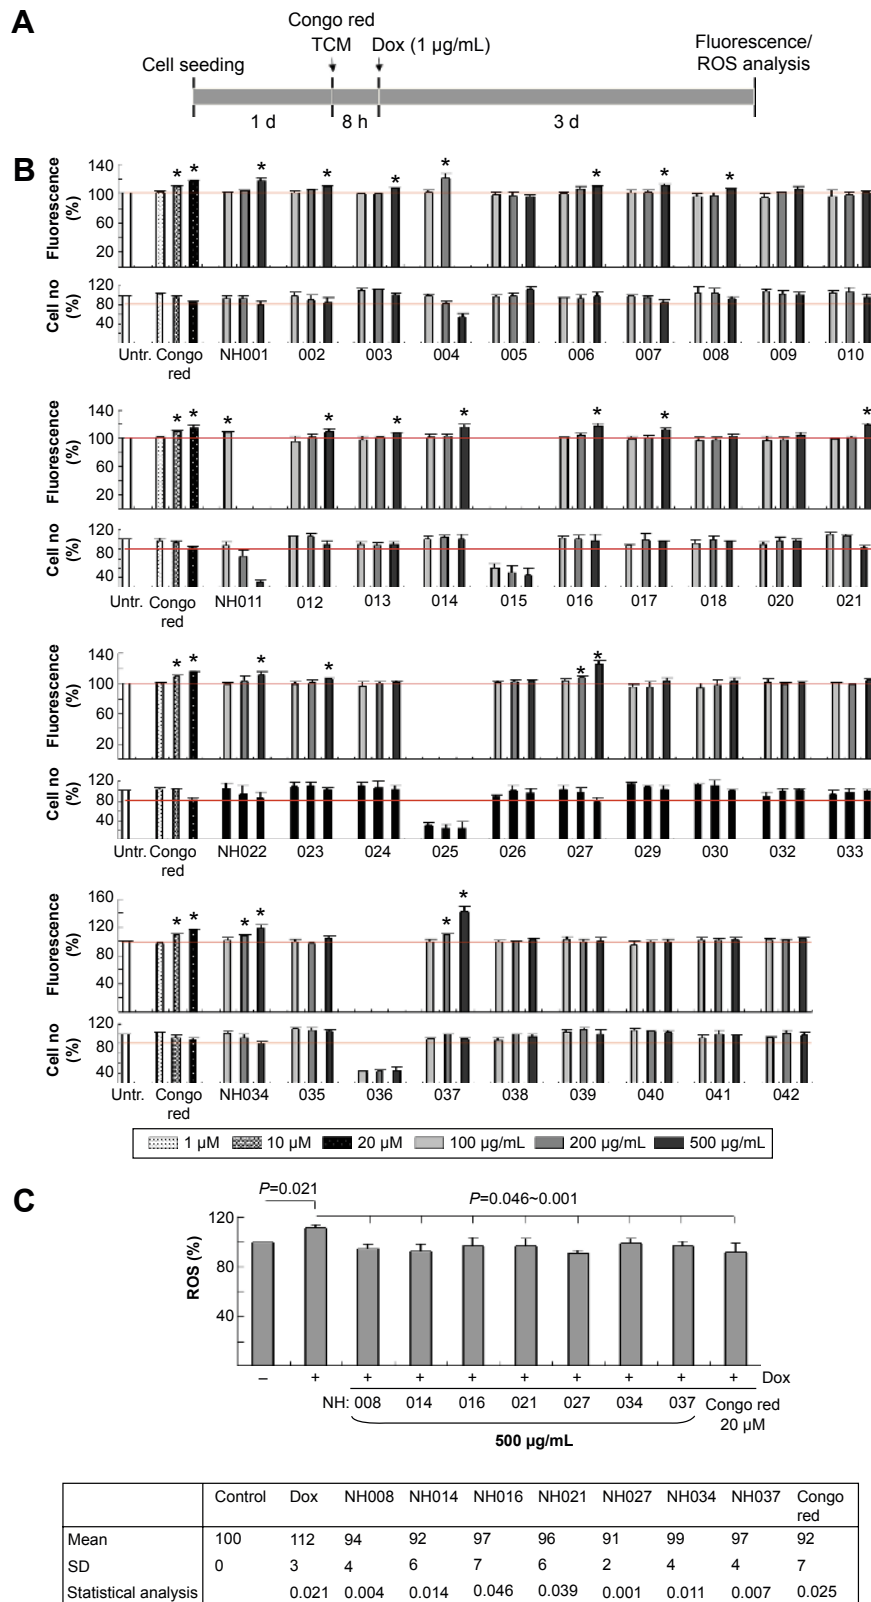 A
Congo red
TCM Dox (1 µg/mL)
Cell seeding
Fluorescence/
ROS analysis
1 d 8 h 3 d
B
Fluorescence
(%)
140
100
60
20
* * * * * * * * * *
Cell no
(%)
120
80
40
Untr. Congo red NH001 002 003 004 005 006 007 008 009 010
Fluorescence
(%)
140
100
60
20
* * * * * * * * *
Cell no
(%)
120
80
40
Untr. Congo red NH011 012 013 014 015 016 017 018 020 021
Fluorescence
(%)
140
100
60
20
* * * * * *
Cell no
(%)
120
80
40
Untr. Congo red NH022 023 024 025 026 027 029 030 032 033
Fluorescence
(%)
160
120
80
40
* * * * * *
Cell no
(%)
120
80
40
Untr. Congo red NH034 035 036 037 038 039 040 041 042
1 µM 10 µM 20 µM 100 µg/mL 200 µg/mL 500 µg/mL
C
P=0.021 P=0.046~0.001
ROS (%)
120
80
40
– + + + + + + + + + Dox
NH: 008 014 016 021 027 034 037 Congo red
20 µM
500 µg/mL
Control Dox NH008 NH014 NH016 NH021 NH027 NH034 NH037 Congo red
Mean 100 112 94 92 97 96 91 99 97 92
SD 0 3 4 6 7 6 2 4 4 7
Statistical analysis 0.021 0.004 0.014 0.046 0.039 0.001 0.011 0.007 0.025